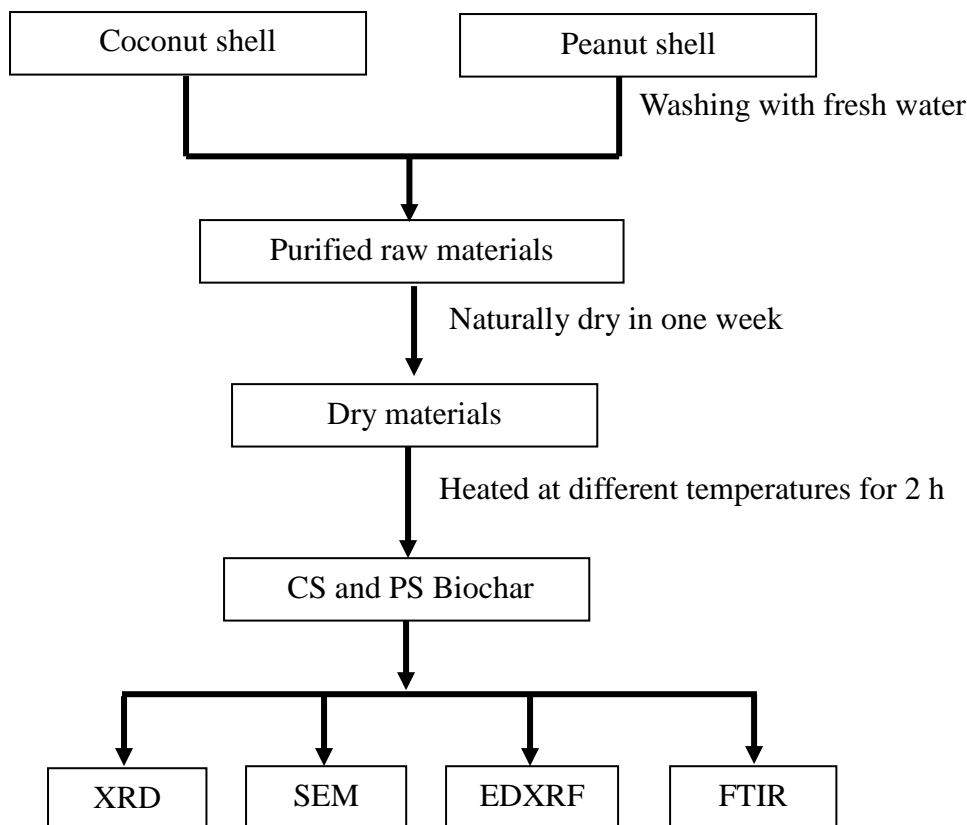 Coconut shell
Peanut shell
Washing with fresh water
Purified raw materials
Naturally dry in one week
Dry materials
Heated at different temperatures for 2 h
CS and PS Biochar
XRD
SEM
EDXRF
FTIR